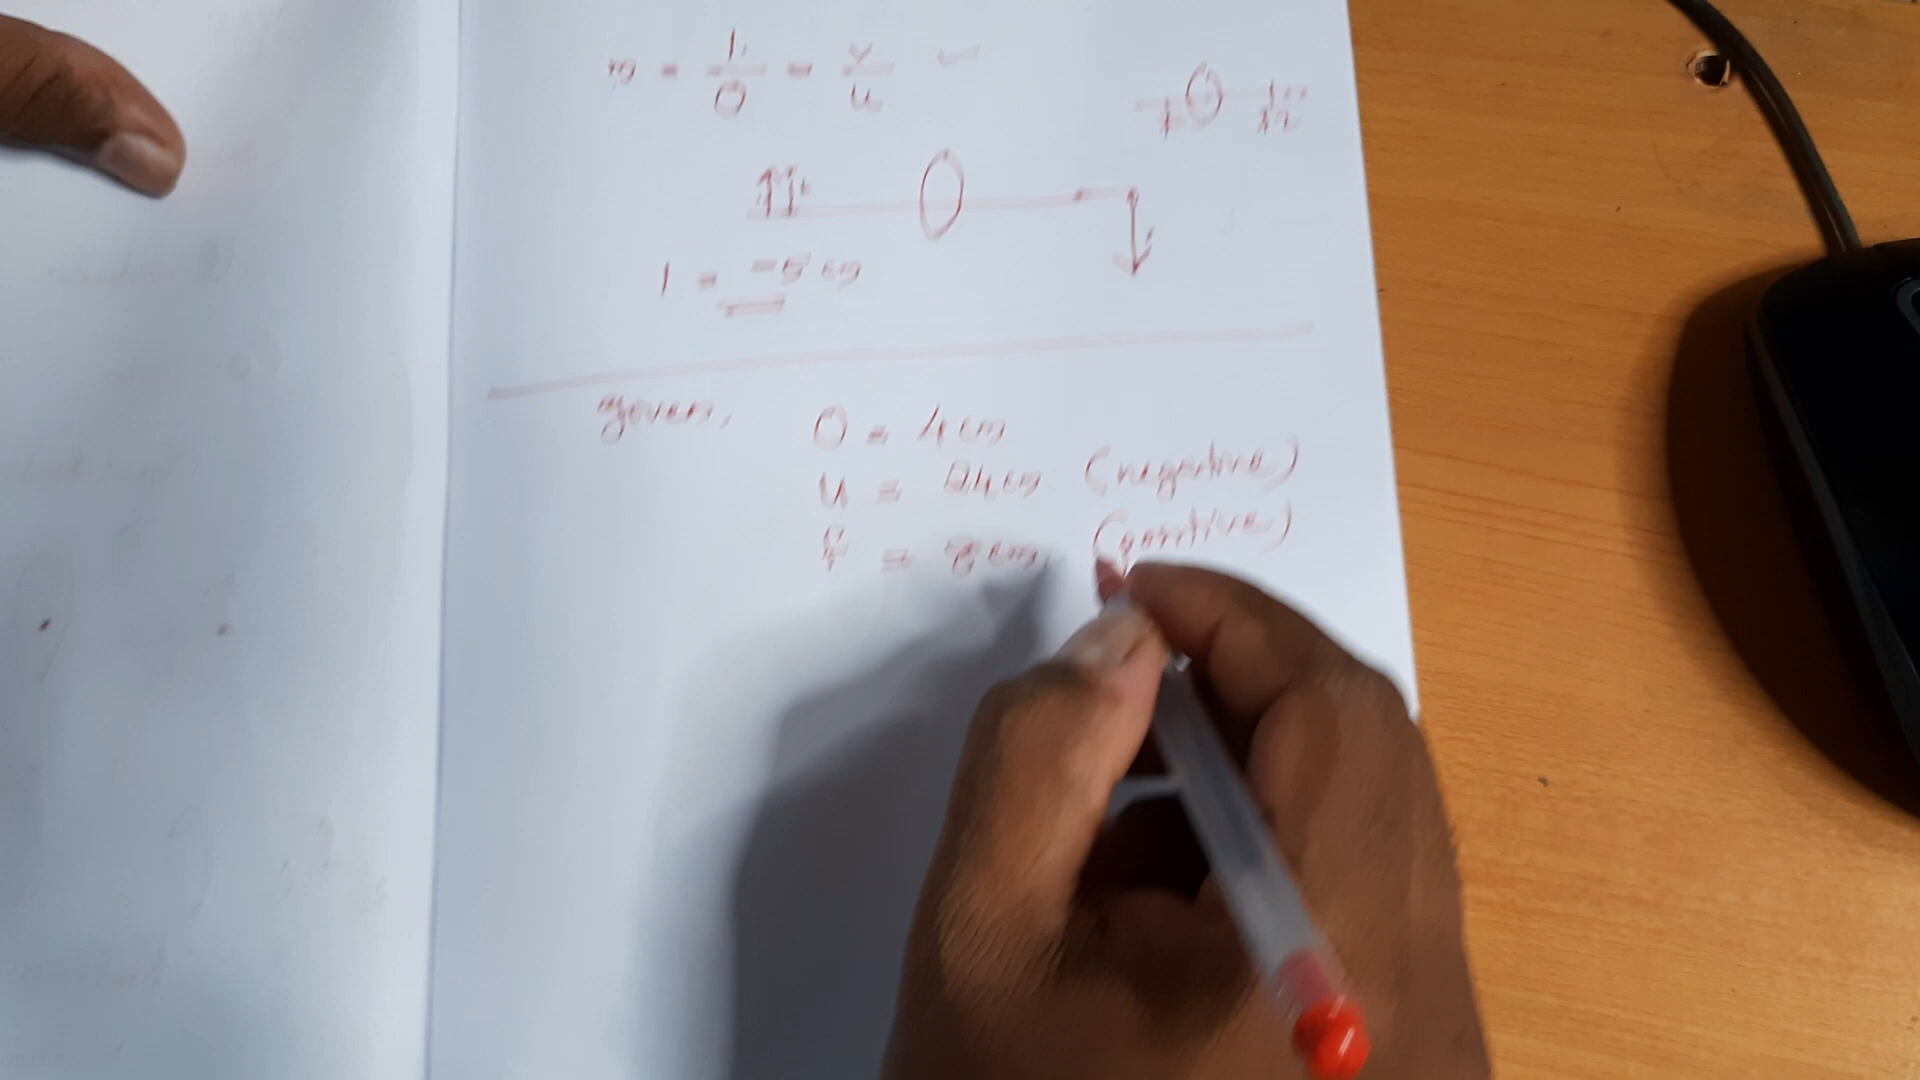 m = I/O = v/u ✓
I = -5 cm
given,
O = 4 cm
u = 24 cm (negative)
f = 8 cm (positive)